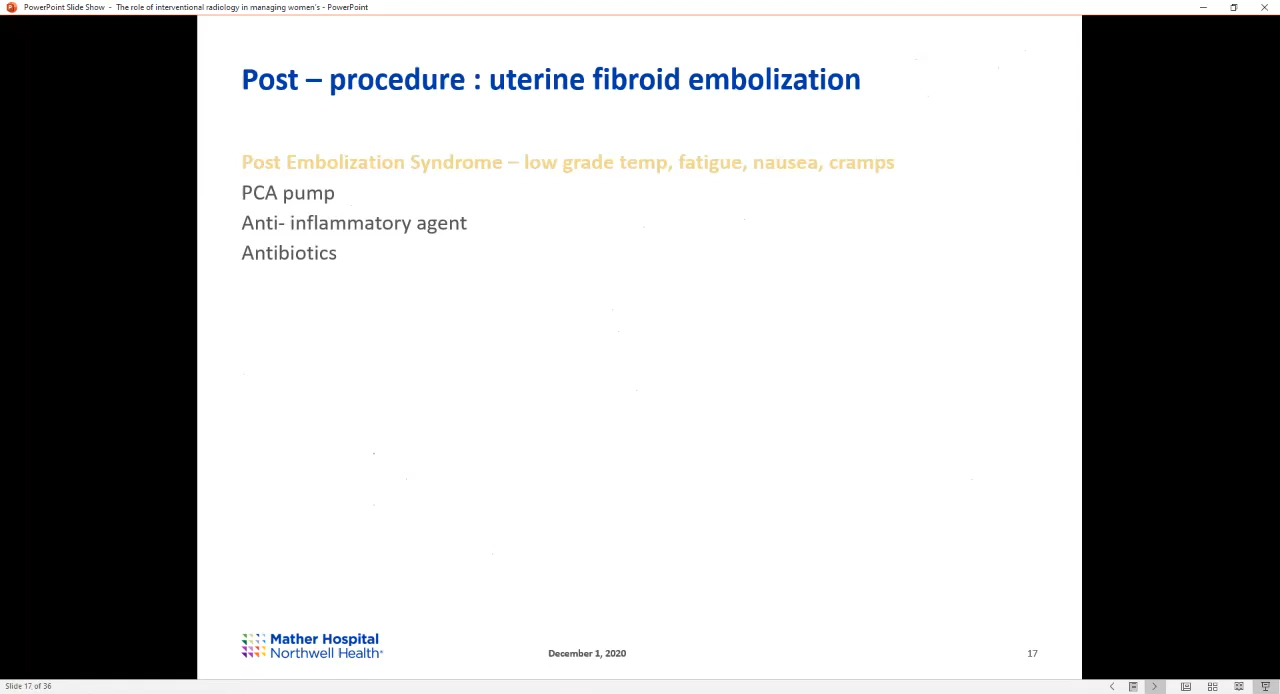 PowerPoint Slide Show - The role of interventional radiology in managing women's - PowerPoint
Post – procedure : uterine fibroid embolization
Post Embolization Syndrome – low grade temp, fatigue, nausea, cramps
PCA pump
Anti- inflammatory agent
Antibiotics
Mather Hospital
Northwell Health
December 1, 2020
17
Slide 17 of 36